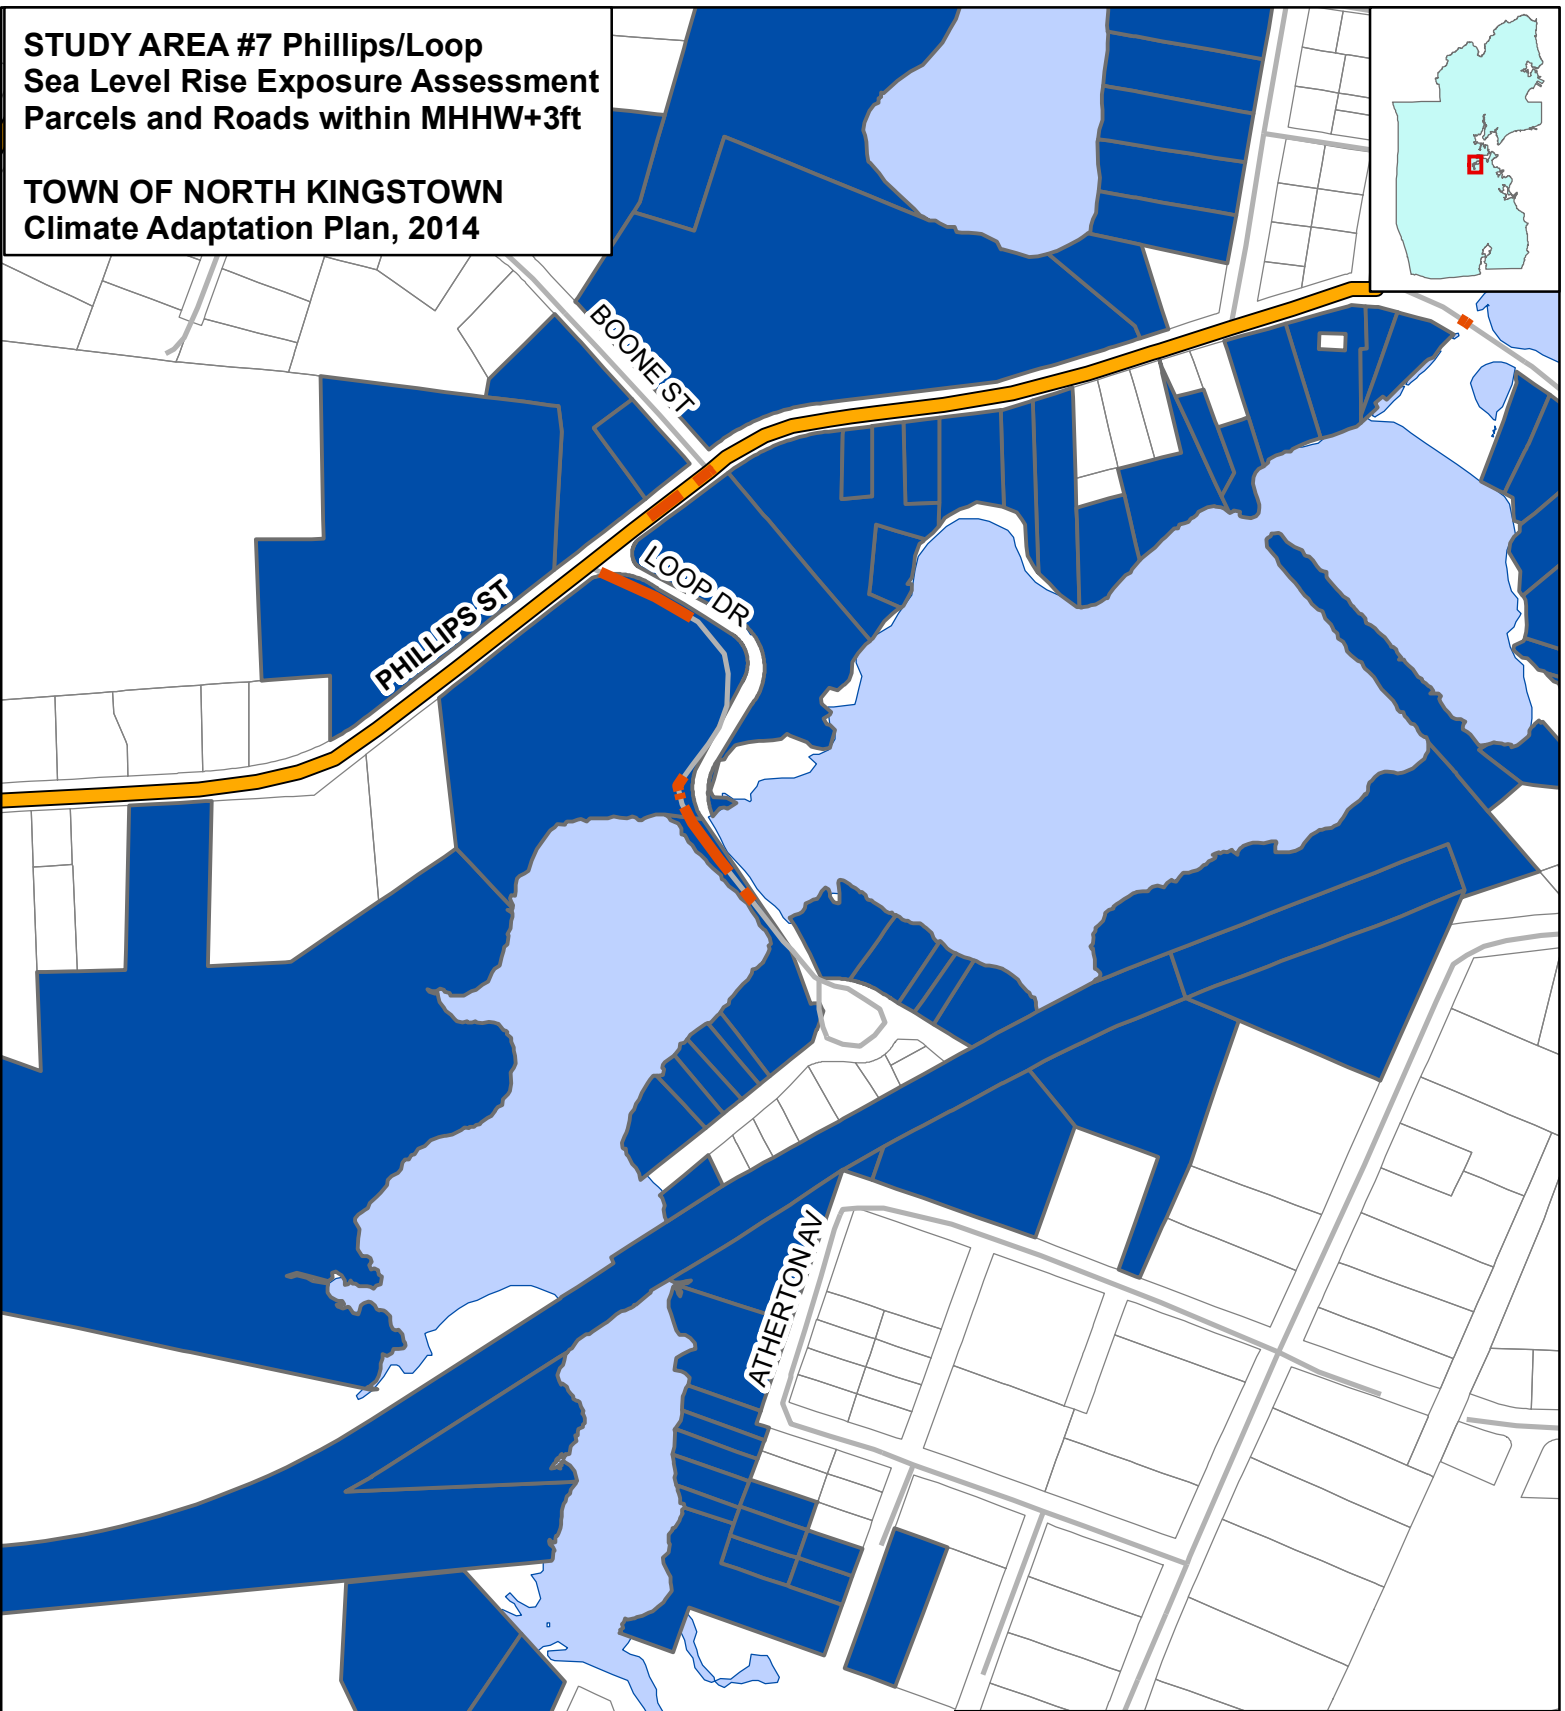 STUDY AREA #7 Phillips/Loop
Sea Level Rise Exposure Assessment
Parcels and Roads within MHHW+3ft
TOWN OF NORTH KINGSTOWN
Climate Adaptation Plan, 2014
BOONE ST
LOOP DR
PHILLIPS ST
ATHERTON AV